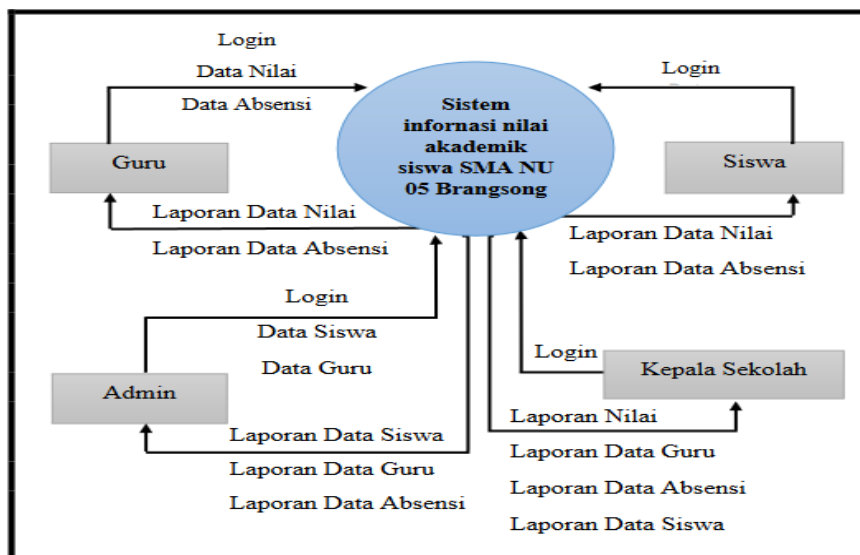 Login
Data Nilai
Data Absensi
Guru
Laporan Data Nilai
Laporan Data Absensi
Sistem
infornasi nilai
akademik
siswa SMA NU
05 Brangsong
Login
Siswa
Laporan Data Nilai
Laporan Data Absensi
Login
Data Siswa
Data Guru
Admin
Laporan Data Siswa
Laporan Data Guru
Laporan Data Absensi
Login
Kepala Sekolah
Laporan Nilai
Laporan Data Guru
Laporan Data Absensi
Laporan Data Siswa